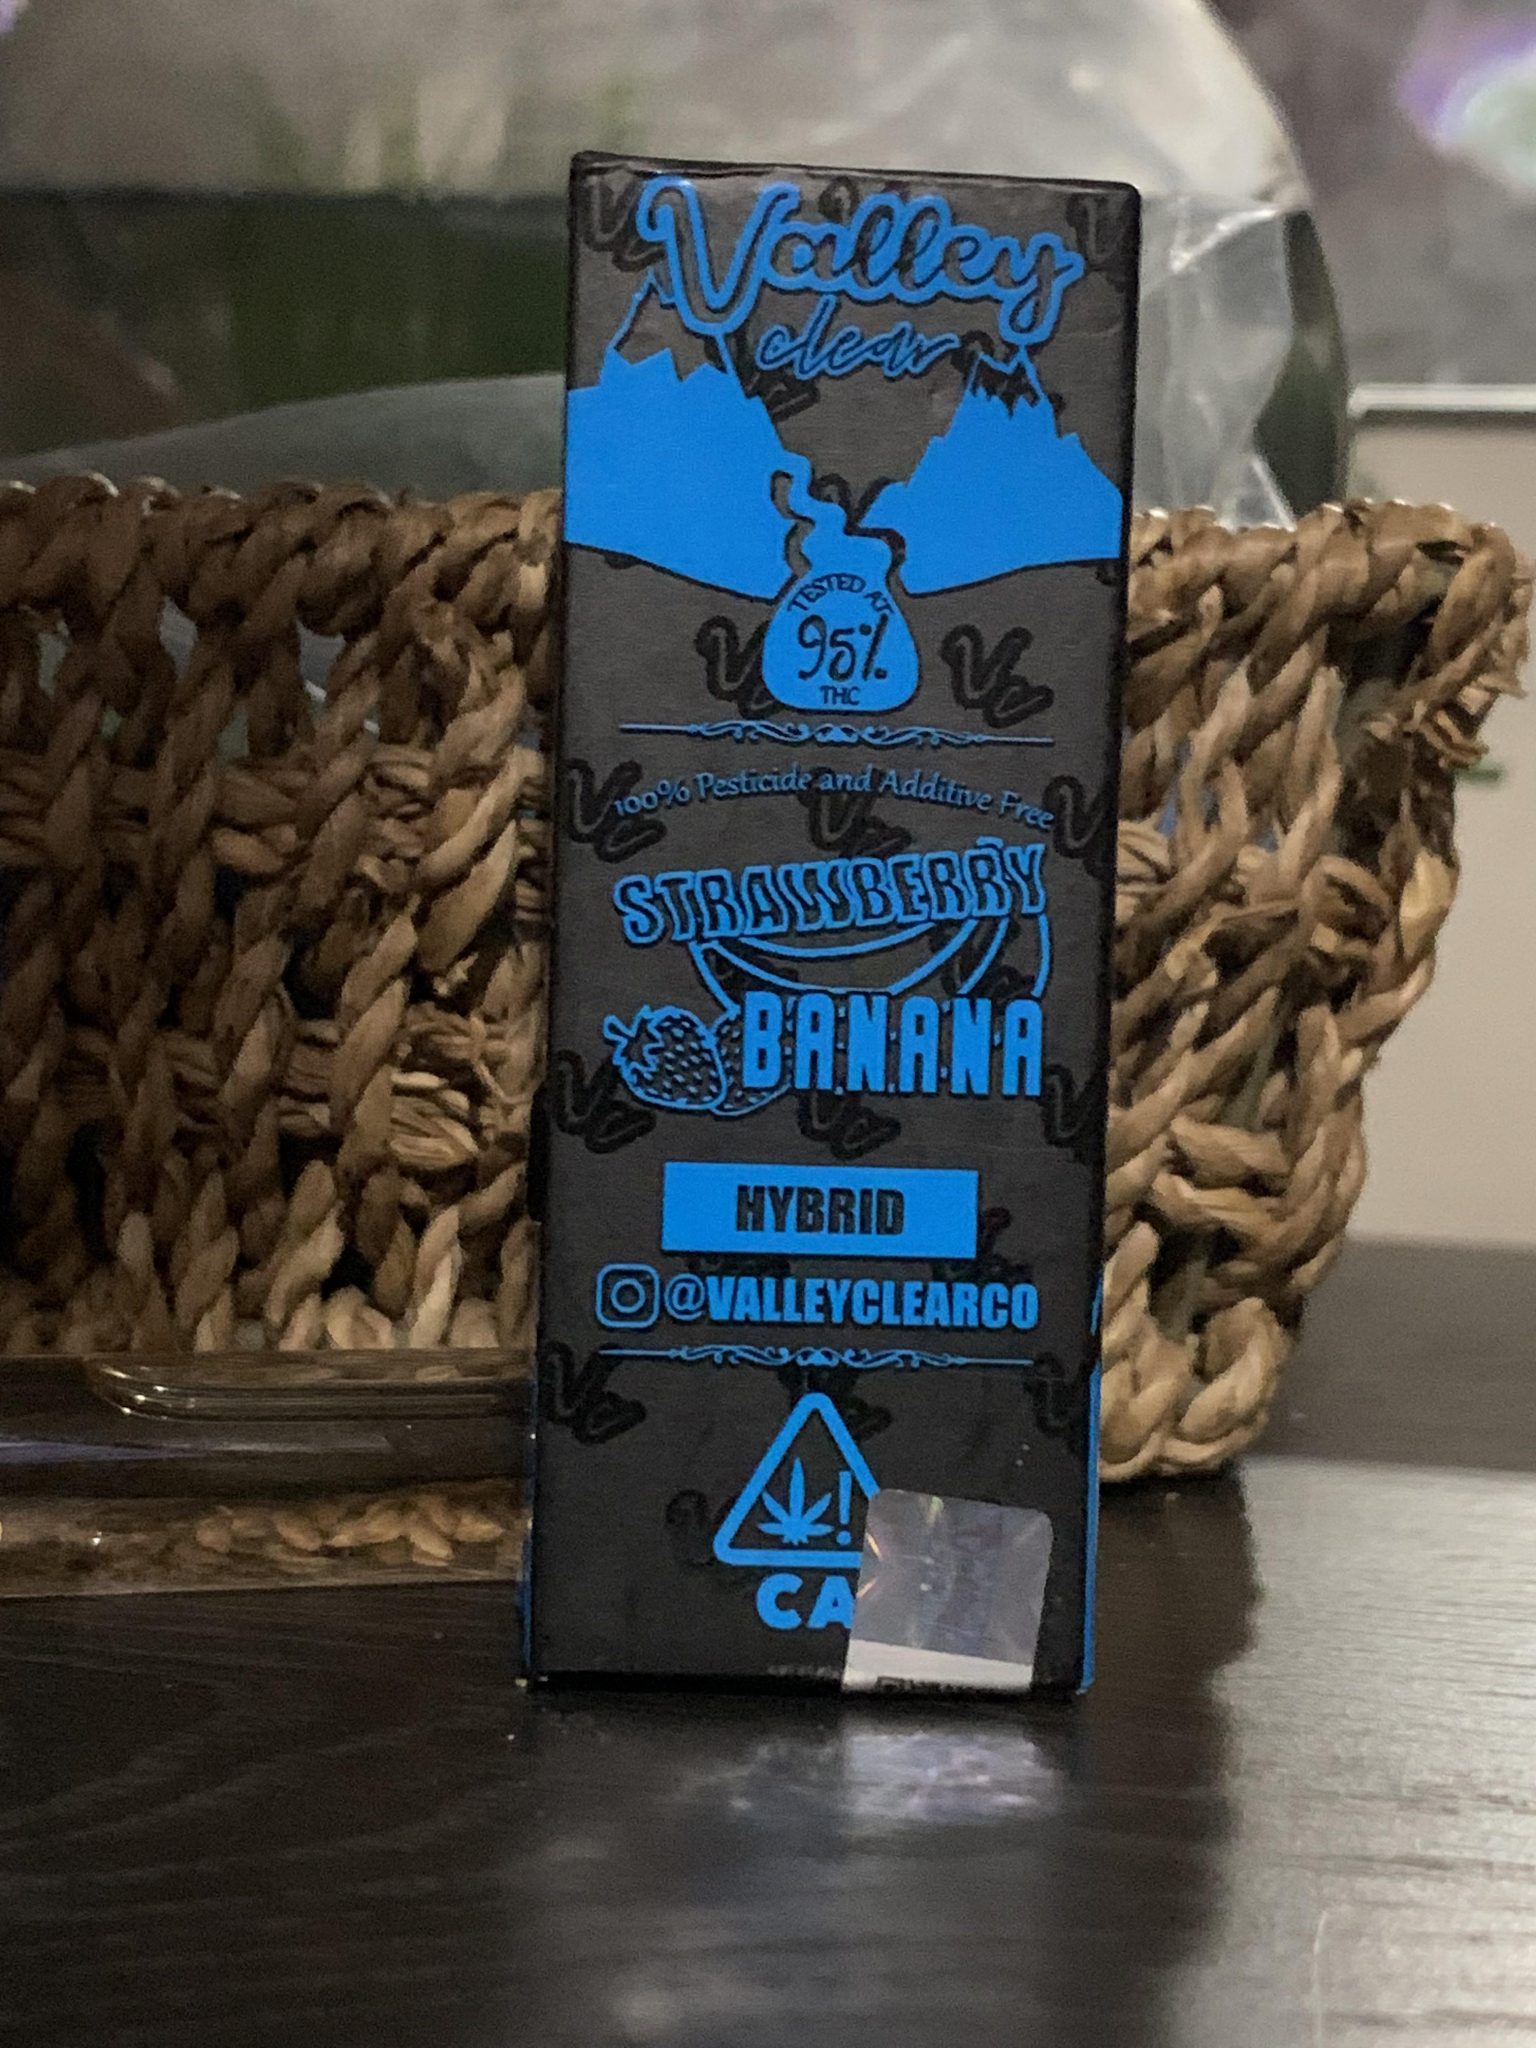 Valley
clear
TESTED AT
95%
THC
100% Pesticide and Additive Free
STRAWBERRY
BANANA
HYBRID
@VALLEYCLEARCO
!
CA